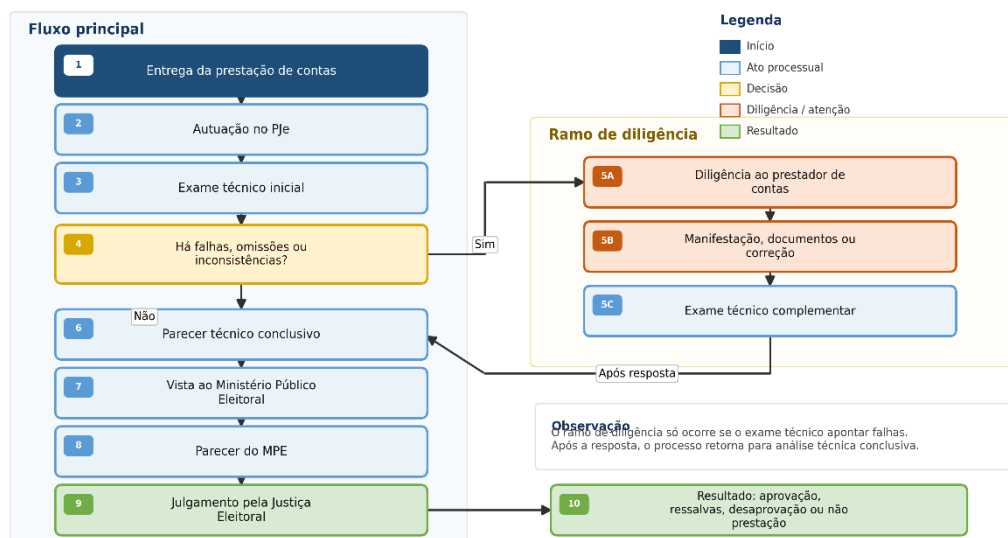 Fluxo principal
1
Entrega da prestação de contas
2
Autuação no PJe
3
Exame técnico inicial
4
Há falhas, omissões ou
inconsistências?
Sim
Não
6
Parecer técnico conclusivo
7
Vista ao Ministério Público
Eleitoral
8
Parecer do MPE
9
Julgamento pela Justiça
Eleitoral
Legenda
Início
Ato processual
Decisão
Diligência / atenção
Resultado
Ramo de diligência
5A
Diligência ao prestador de
contas
5B
Manifestação, documentos ou
correção
5C
Exame técnico complementar
Após resposta
Observação
O ramo de diligência só ocorre se o exame técnico apontar falhas.
Após a resposta, o processo retorna para análise técnica conclusiva.
10
Resultado: aprovação,
ressalvas, desaprovação ou não
prestação